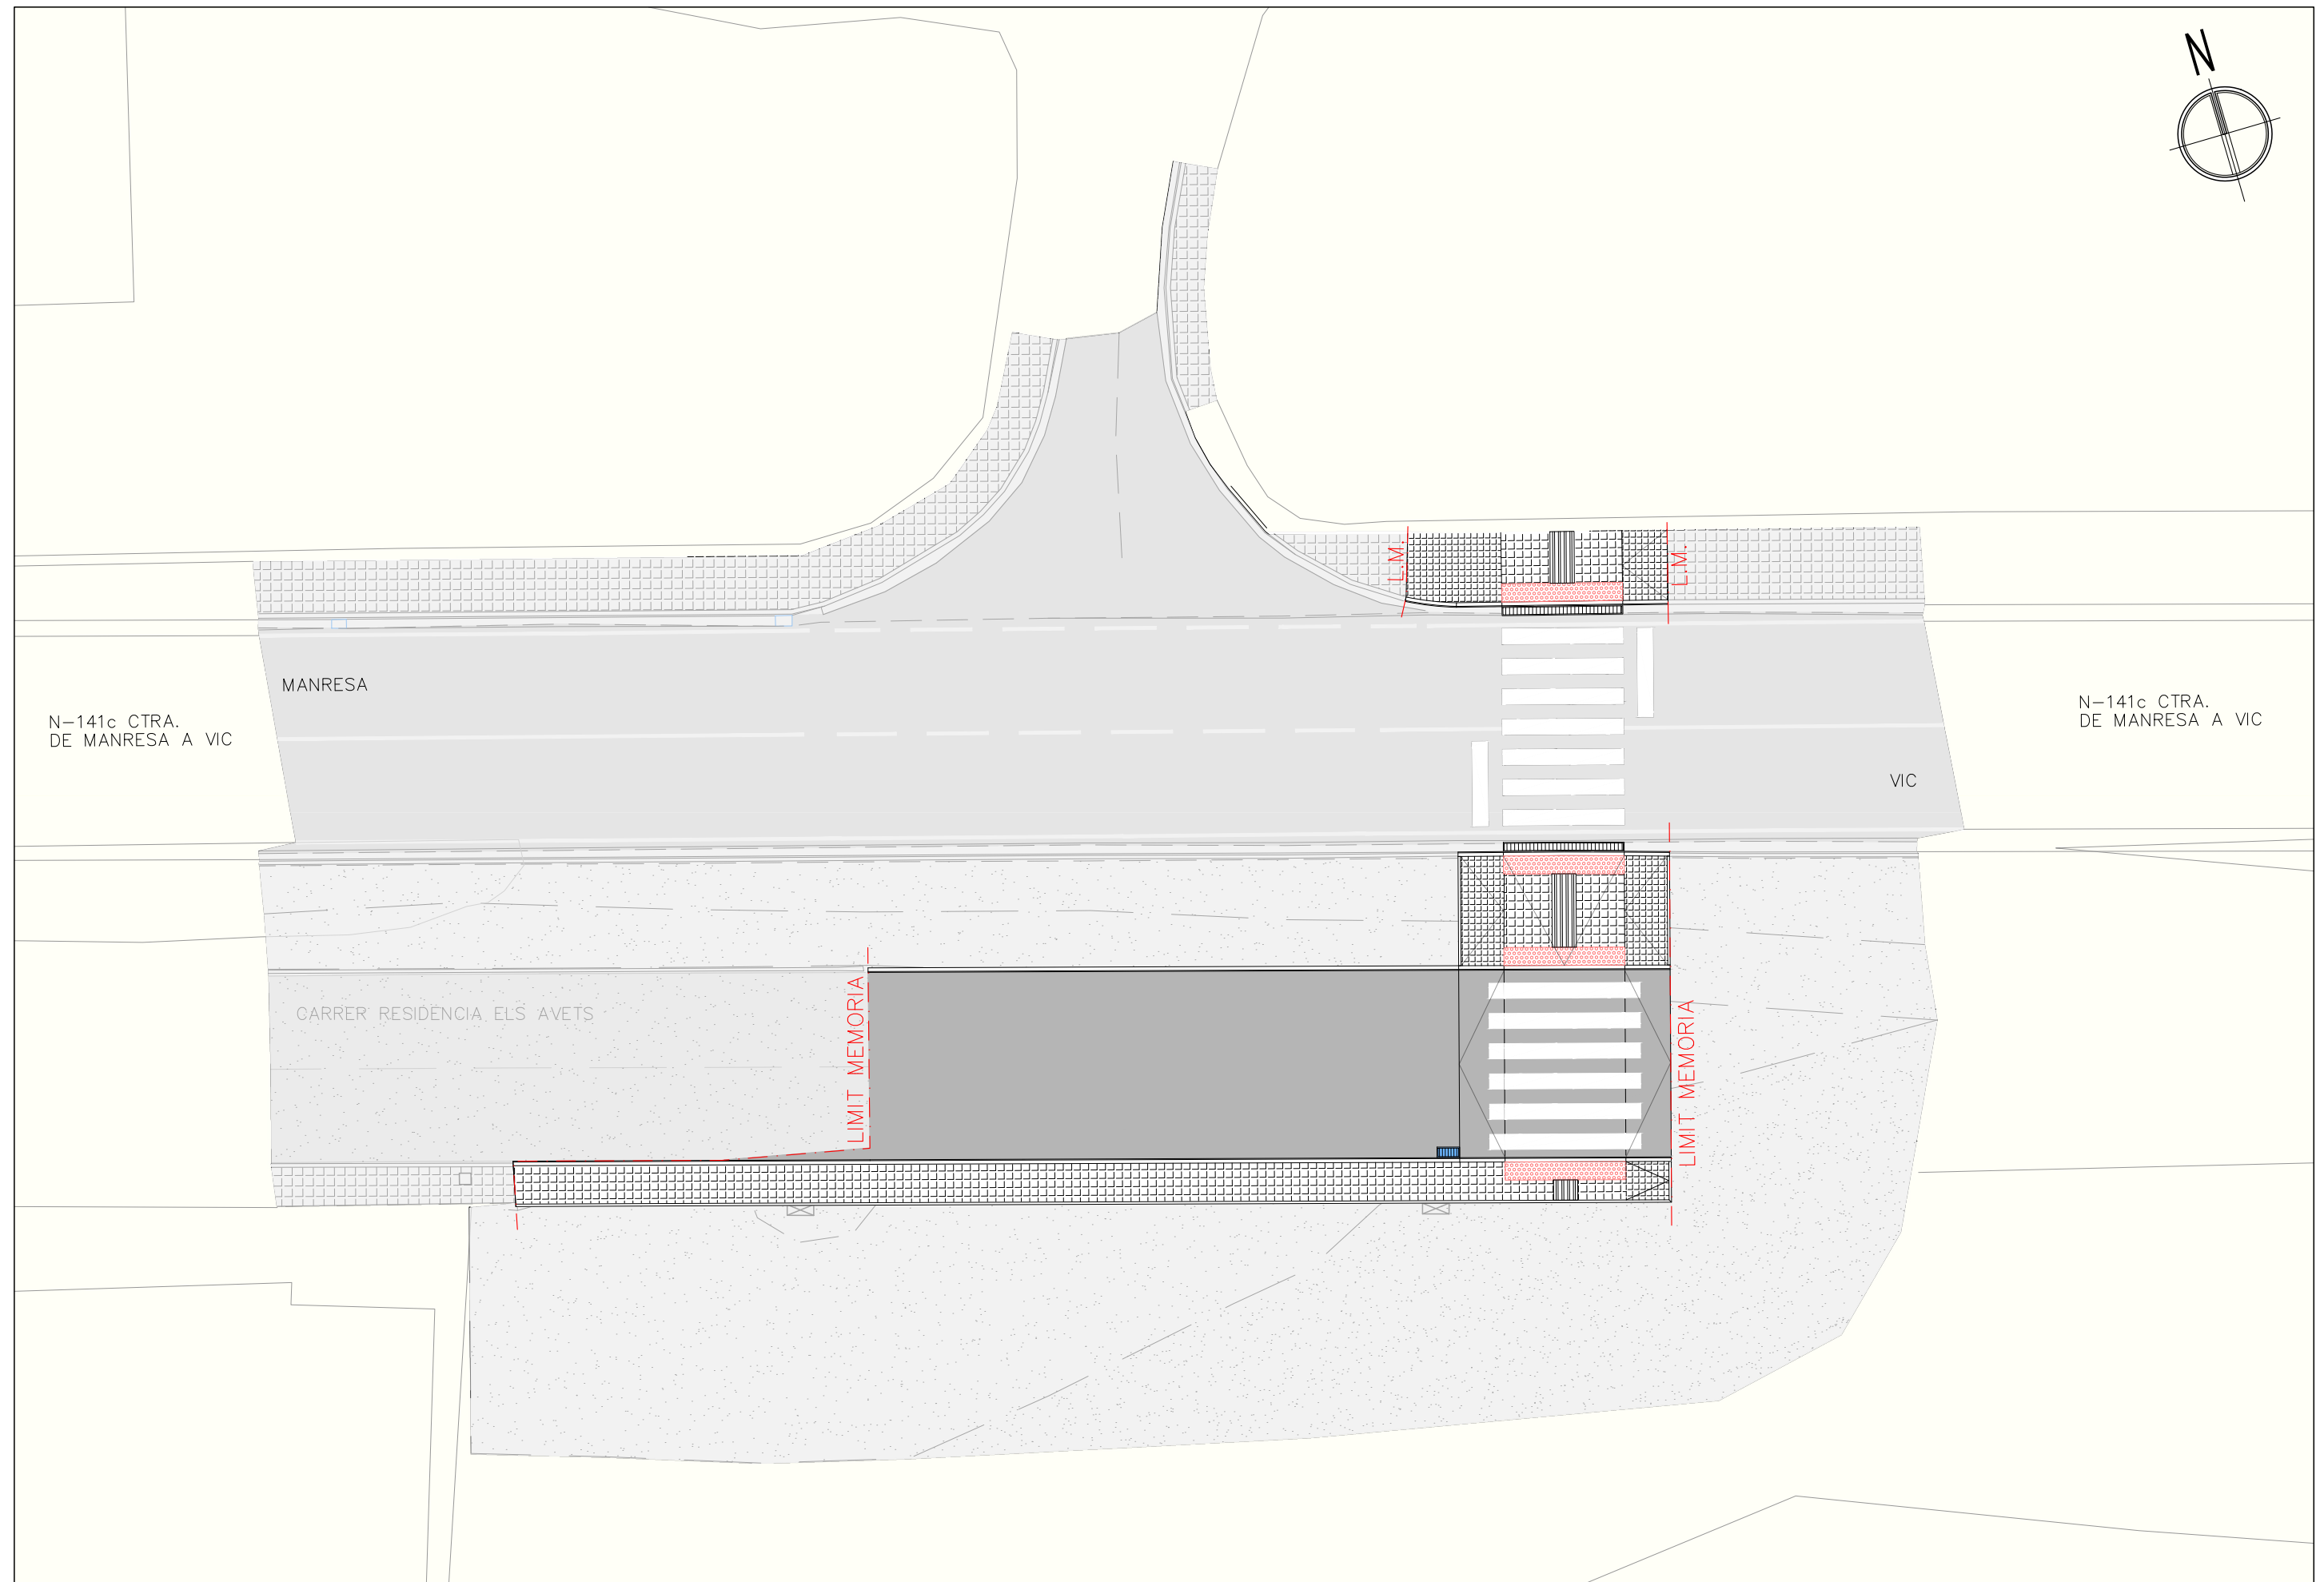 N
L.M.
L.M.
MANRESA
N-141c CTRA.
DE MANRESA A VIC
N-141c CTRA.
DE MANRESA A VIC
VIC
CARRER RESIDÈNCIA ELS AVETS
LIMIT MEMORIA
LIMIT MEMORIA